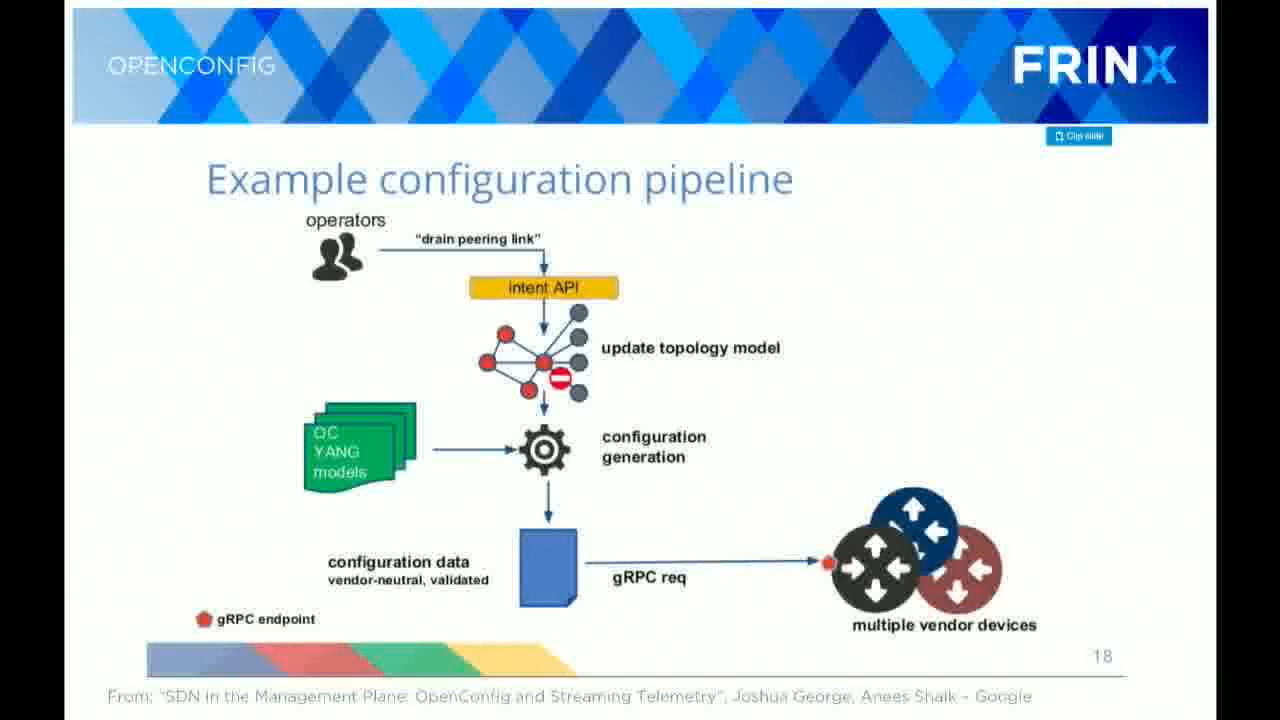 OPENCONFIG
FRINX
Clip slide
Example configuration pipeline
operators
"drain peering link"
intent API
update topology model
OC
YANG
models
configuration
generation
configuration data
vendor-neutral, validated
gRPC req
gRPC endpoint
multiple vendor devices
18
From: "SDN in the Management Plane: OpenConfig and Streaming Telemetry", Joshua George, Anees Shaik – Google